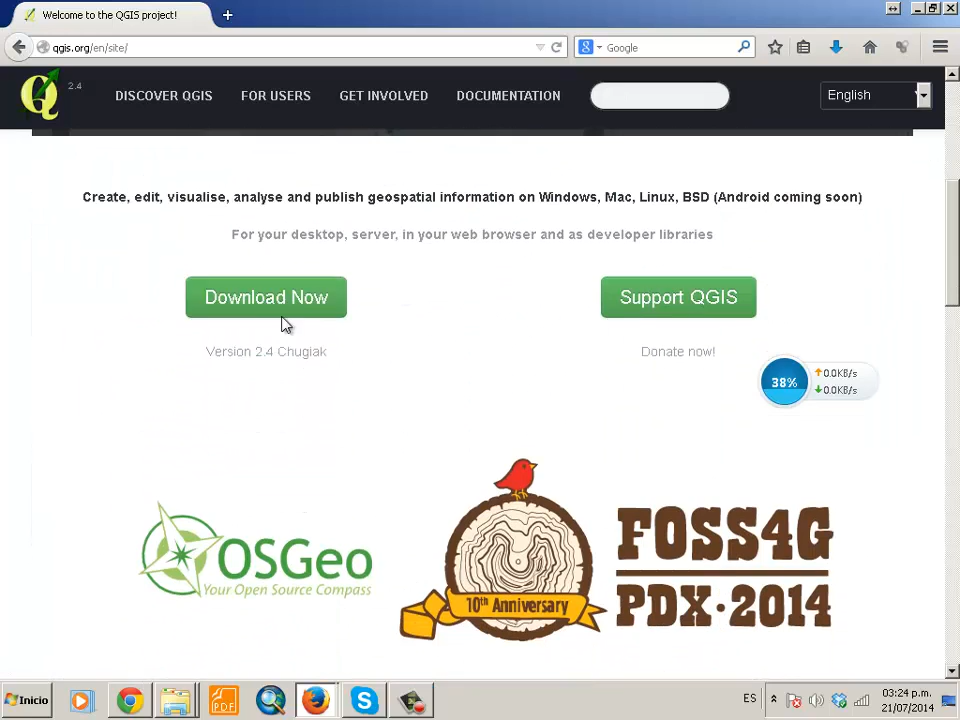 Welcome to the QGIS project!
qgis.org/en/site/
Google
2.4
DISCOVER QGIS
FOR USERS
GET INVOLVED
DOCUMENTATION
English
Create, edit, visualise, analyse and publish geospatial information on Windows, Mac, Linux, BSD (Android coming soon)
For your desktop, server, in your web browser and as developer libraries
Download Now
Support QGIS
Version 2.4 Chugiak
Donate now!
38%
0.0KB/s
0.0KB/s
OSGeo
Your Open Source Compass
10th Anniversary
FOSS4G
PDX·2014
Inicio
PDF
ES
03:24 p.m.
21/07/2014